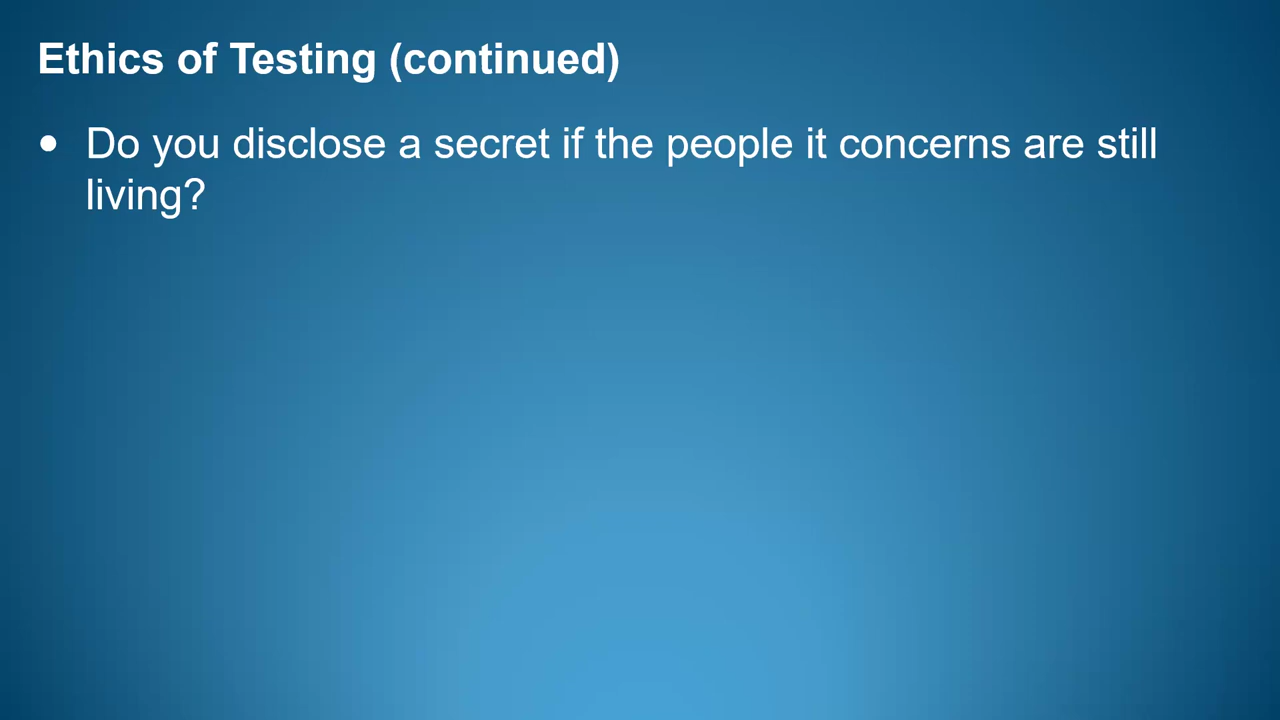 Ethics of Testing (continued)
• Do you disclose a secret if the people it concerns are still
living?